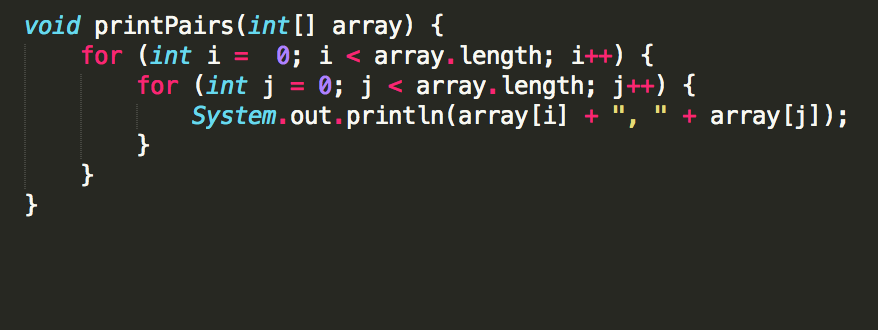 void printPairs(int[] array) {
    for (int i =  0; i < array.length; i++) {
        for (int j = 0; j < array.length; j++) {
            System.out.println(array[i] + ", " + array[j]);
        }
    }
}